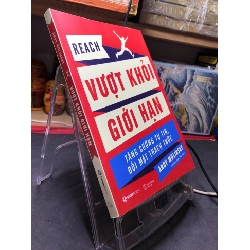 REACH
VƯỢT KHỎI
GIỚI HẠN
TĂNG CƯỜNG TỰ TIN,
ĐỐI MẶT THÁCH THỨC
ANDY MOLINSKY